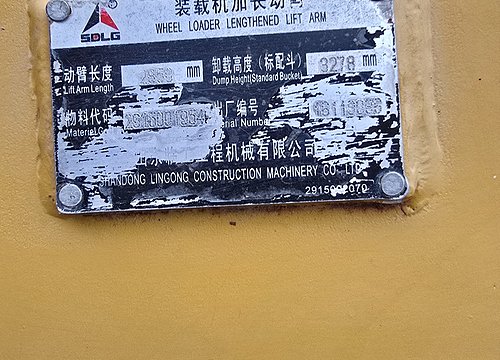 装载机加长动臂
SDLG
WHEEL LOADER LENGTHENED LIFT ARM
动臂长度 mm 卸载高度（标配斗） 3278 mm
Lift Arm Length Dump Height(Standard Bucket)
物料代码 出厂编号
Material Serial Number
程机械有限公司
SHANDONG LINGONG CONSTRUCTION MACHINERY CO. LTD
2915002070